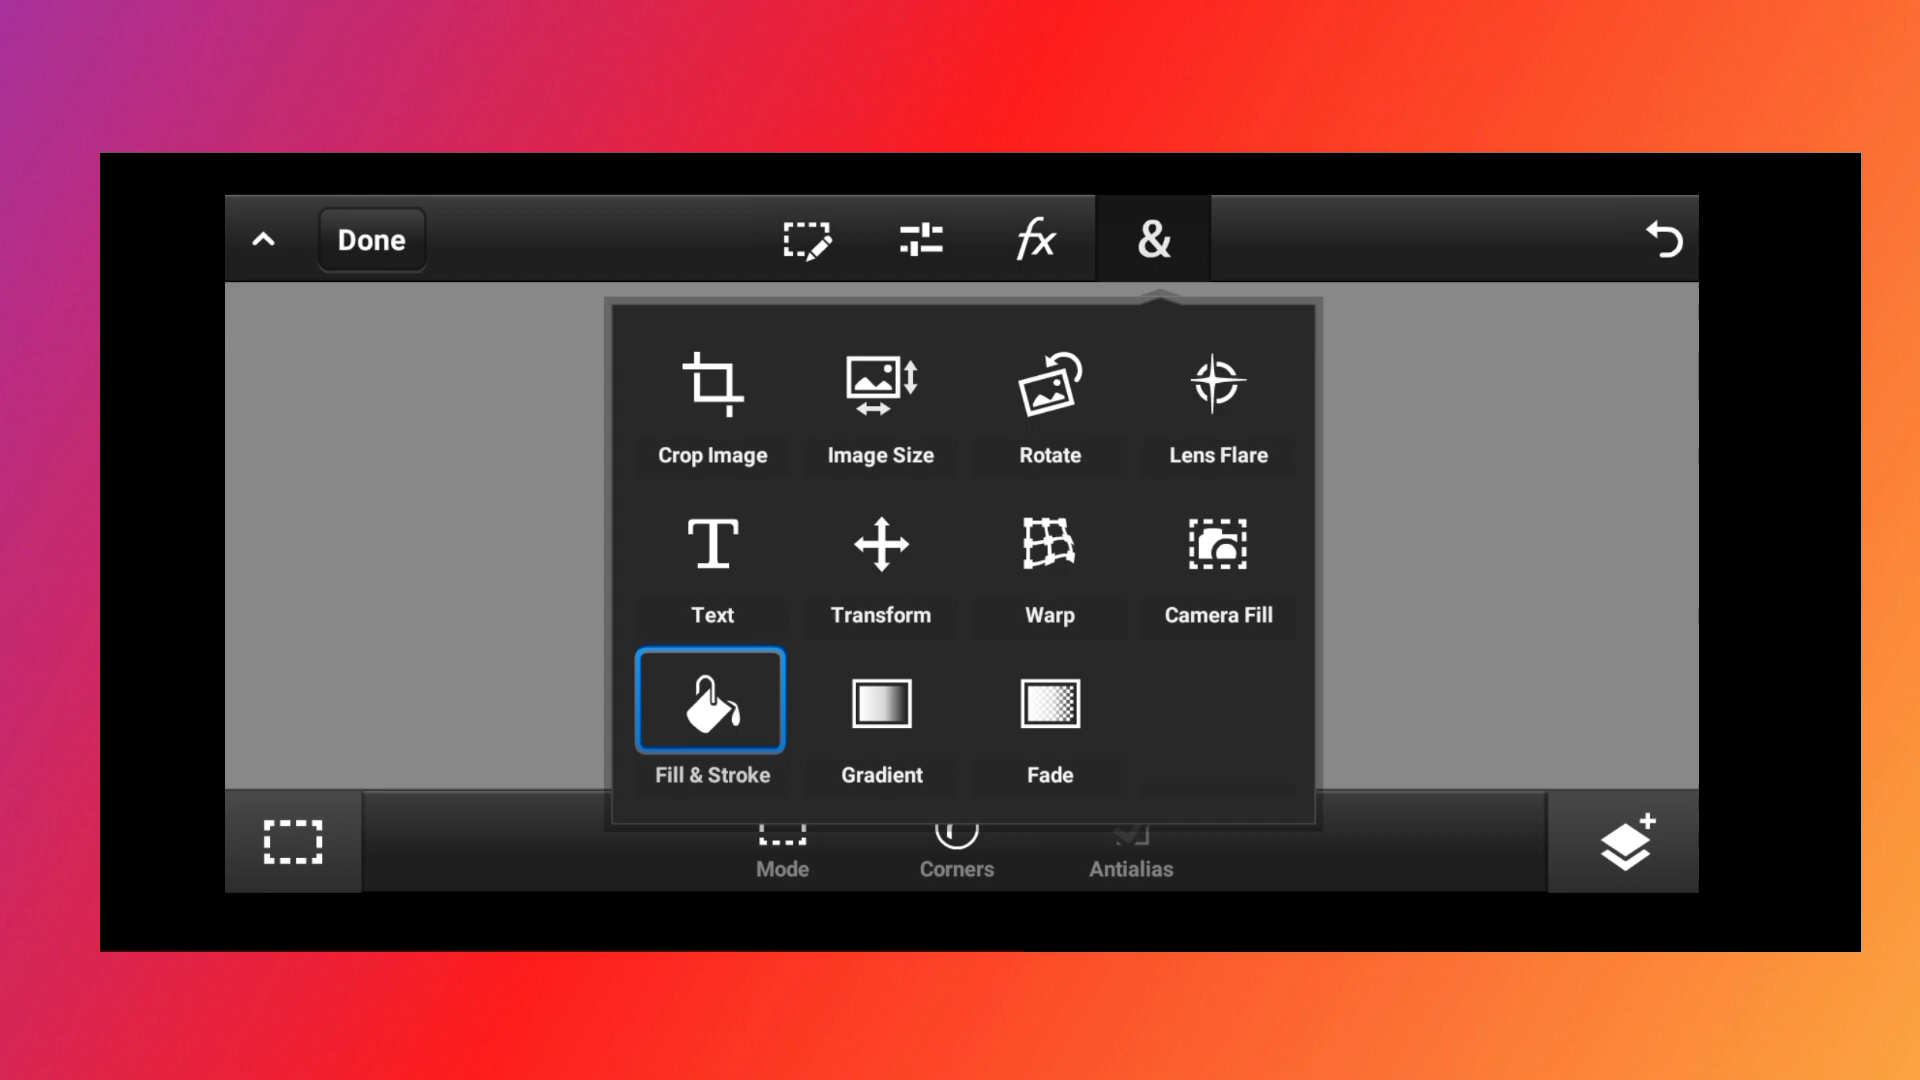 Done fx &
Crop Image Image Size Rotate Lens Flare
T
Text Transform Warp Camera Fill
Fill & Stroke Gradient Fade
Mode Corners Antialias